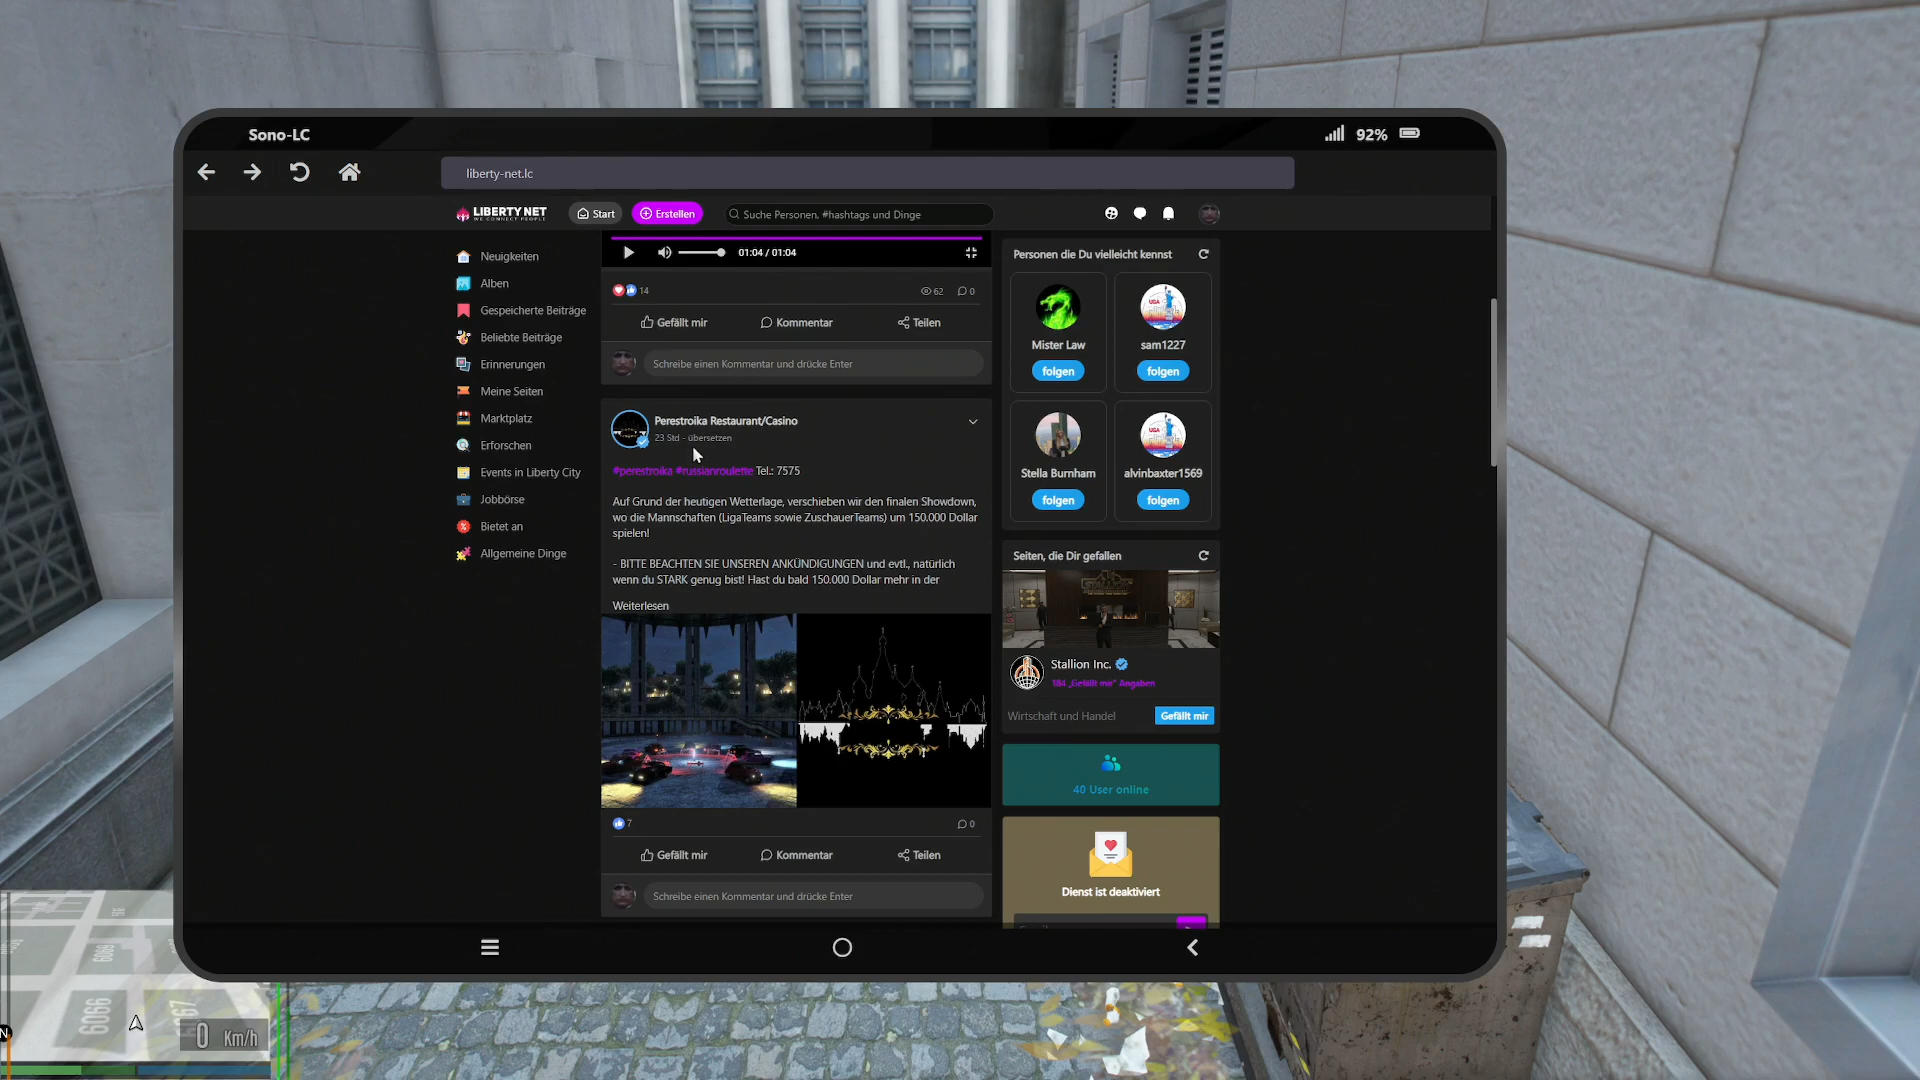 Sono-LC
92%
liberty-net.lc
LIBERTY NET
WE CONNECT PEOPLE
Start
Erstellen
Suche Personen, #hashtags und Dinge
Neuigkeiten
Alben
Gespeicherte Beiträge
Beliebte Beiträge
Erinnerungen
Meine Seiten
Marktplatz
Erforschen
Events in Liberty City
Jobbörse
Bietet an
Allgemeine Dinge
01:04 / 01:04
14
62
0
Gefällt mir
Kommentar
Teilen
Schreibe einen Kommentar und drücke Enter
Perestroika Restaurant/Casino
23 Std - übersetzen
#perestroika #russianroulette Tel.: 7575
Auf Grund der heutigen Wetterlage, verschieben wir den finalen Showdown,
wo die Mannschaften (LigaTeams sowie ZuschauerTeams) um 150.000 Dollar
spielen!
- BITTE BEACHTEN SIE UNSEREN ANKÜNDIGUNGEN und evtl., natürlich
wenn du STARK genug bist! Hast du bald 150.000 Dollar mehr in der
Weiterlesen
7
0
Gefällt mir
Kommentar
Teilen
Schreibe einen Kommentar und drücke Enter
Personen die Du vielleicht kennst
Mister Law
folgen
UGA
sam1227
folgen
Stella Burnham
folgen
UGA
alvinbaxter1569
folgen
Seiten, die Dir gefallen
Stallion Inc.
184 „Gefällt mir" Angaben
Wirtschaft und Handel
Gefällt mir
40 User online
Dienst ist deaktiviert
6069
6066
67
N
0 Km/h